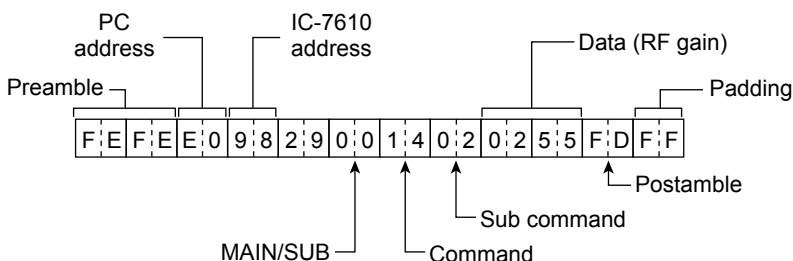 PC address
IC-7610 address
Data (RF gain)
Preamble
Padding
F E F E E 0 9 8 2 9 0 0 1 4 0 2 0 2 5 5 F D F F
Postamble
Sub command
MAIN/SUB
Command